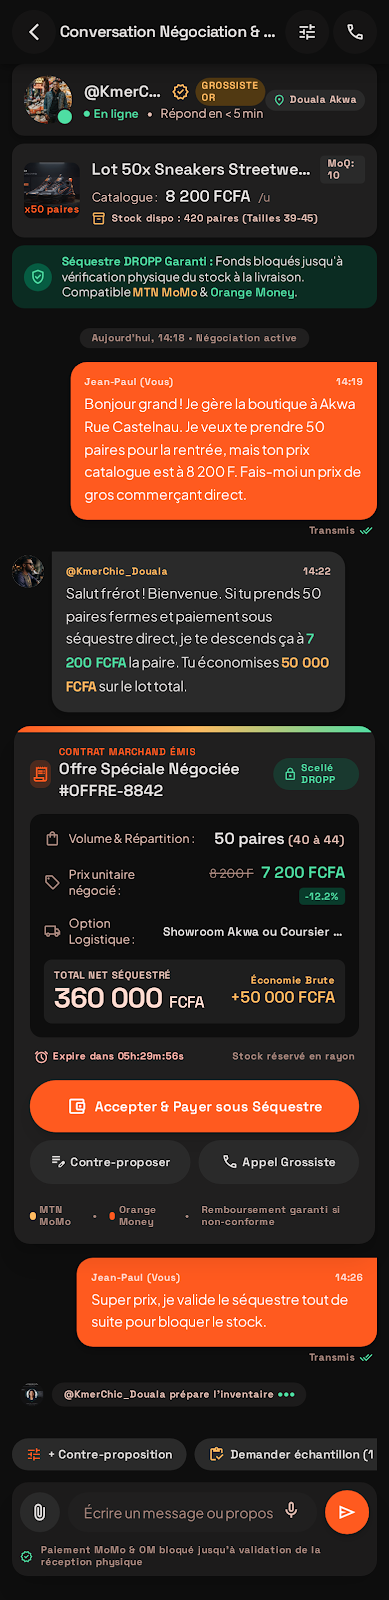 Conversation Négociation & ...
@KmerC...
GROSSISTE
OR
Douala Akwa
• En ligne • Répond en < 5 min
x50 paires
Lot 50x Sneakers Streetwe...
MoQ:
10
Catalogue : 8 200 FCFA /u
Stock dispo : 420 paires (Tailles 39-45)
Séquestre DROPP Garanti : Fonds bloqués jusqu'à
vérification physique du stock à la livraison.
Compatible MTN MoMo & Orange Money.
Aujourd'hui, 14:18 • Négociation active
Jean-Paul (Vous) 14:19
Bonjour grand ! Je gère la boutique à Akwa
Rue Castelnau. Je veux te prendre 50
paires pour la rentrée, mais ton prix
catalogue est à 8 200 F. Fais-moi un prix de
gros commerçant direct.
Transmis
@KmerChic_Douala 14:22
Salut frérot ! Bienvenue. Si tu prends 50
paires fermes et paiement sous
séquestre direct, je te descends ça à 7
200 FCFA la paire. Tu économises 50 000
FCFA sur le lot total.
CONTRAT MARCHAND ÉMIS
Offre Spéciale Négociée
#OFFRE-8842
Scellé
DROPP
Volume & Répartition : 50 paires (40 à 44)
Prix unitaire
négocié :
8 200 F 7 200 FCFA
-12.2%
Option
Logistique :
Showroom Akwa ou Coursier ...
TOTAL NET SÉQUESTRÉ
360 000 FCFA
Économie Brute
+50 000 FCFA
Expire dans 05h:29m:56s
Stock réservé en rayon
Accepter & Payer sous Séquestre
Contre-proposer
Appel Grossiste
MTN
MoMo
•
Orange
Money
•
Remboursement garanti si
non-conforme
Jean-Paul (Vous) 14:26
Super prix, je valide le séquestre tout de
suite pour bloquer le stock.
Transmis
@KmerChic_Douala prépare l'inventaire •••
+ Contre-proposition
Demander échantillon (1
Écrire un message ou propos
Paiement MoMo & OM bloqué jusqu'à validation de la
réception physique